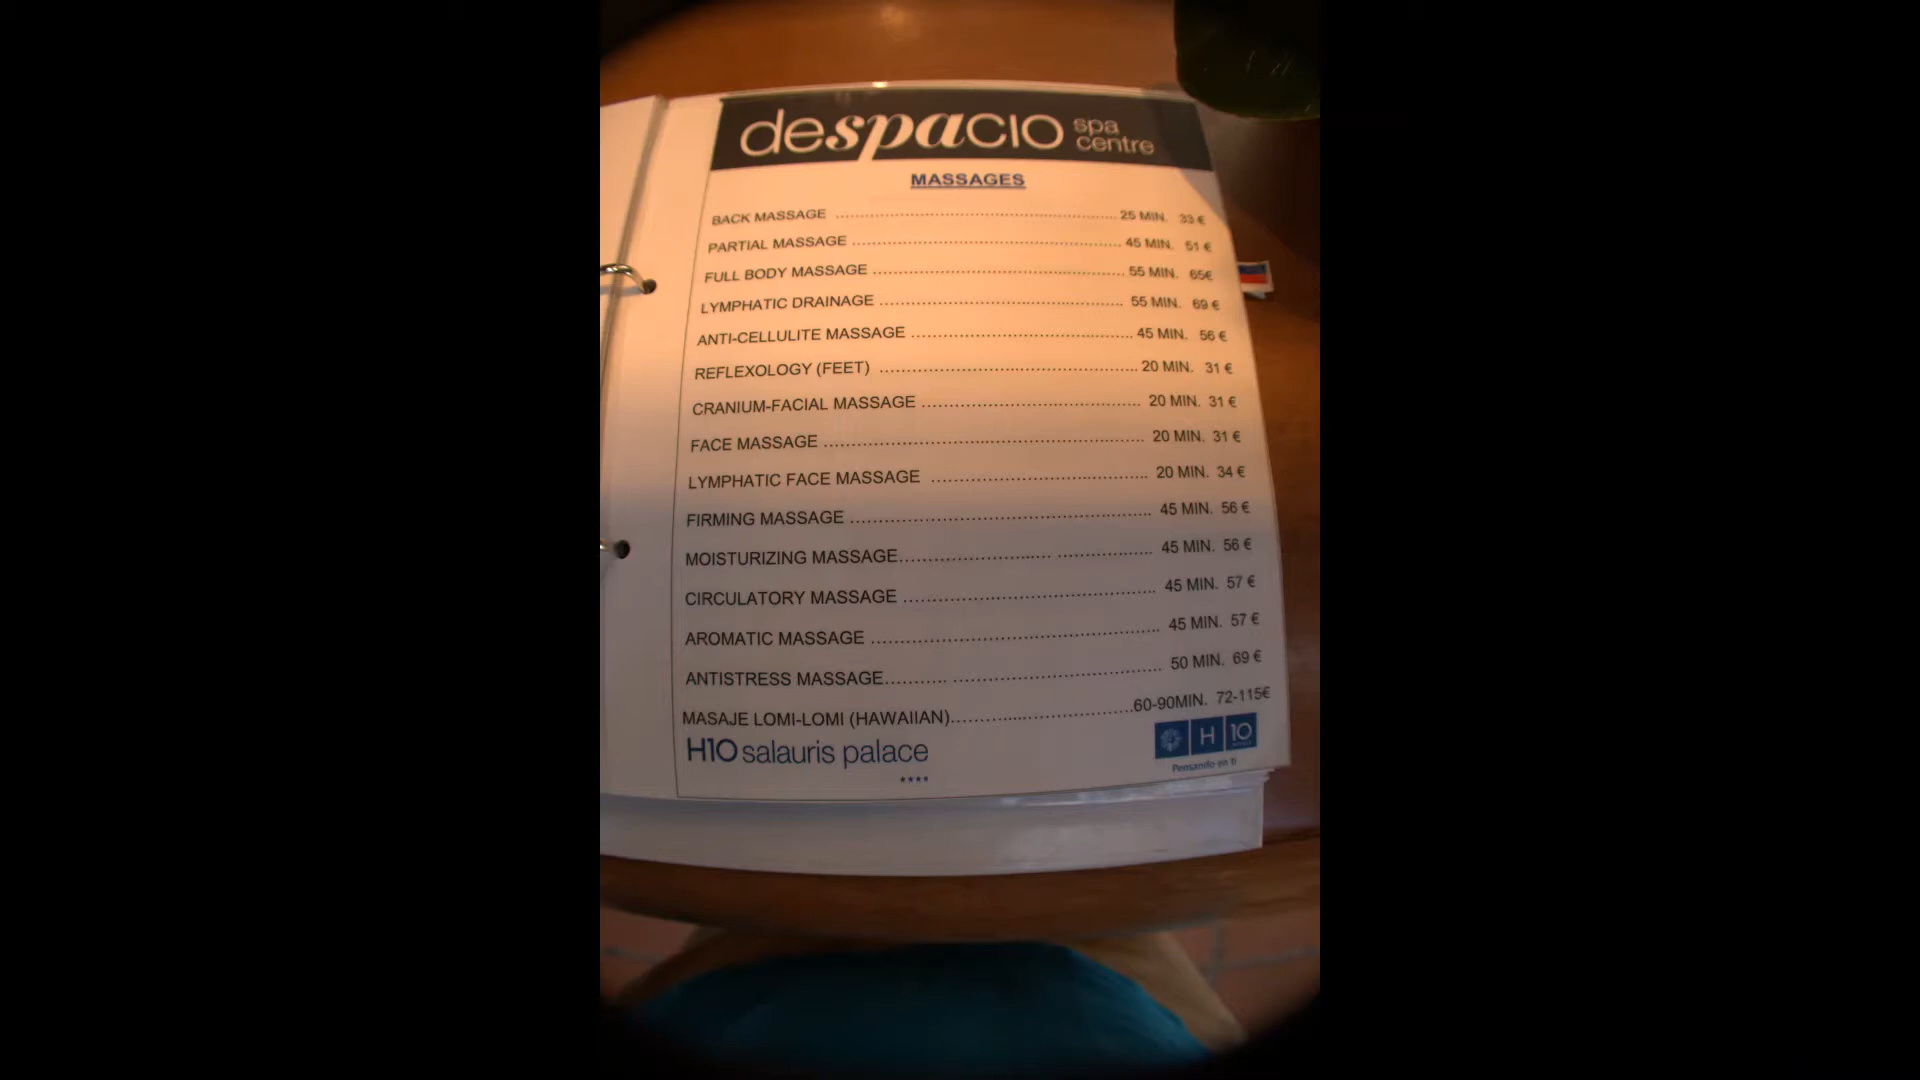 despacio spa centre
MASSAGES
BACK MASSAGE ........................ 25 MIN. 33 €
PARTIAL MASSAGE ........................ 45 MIN. 51 €
FULL BODY MASSAGE ........................ 55 MIN. 65€
LYMPHATIC DRAINAGE ........................ 55 MIN. 69 €
ANTI-CELLULITE MASSAGE ........................ 45 MIN. 56 €
REFLEXOLOGY (FEET) ........................ 20 MIN. 31 €
CRANIUM-FACIAL MASSAGE ........................ 20 MIN. 31 €
FACE MASSAGE ........................ 20 MIN. 31 €
LYMPHATIC FACE MASSAGE ........................ 20 MIN. 34 €
FIRMING MASSAGE ........................ 45 MIN. 56 €
MOISTURIZING MASSAGE........................ 45 MIN. 56 €
CIRCULATORY MASSAGE ........................ 45 MIN. 57 €
AROMATIC MASSAGE ........................ 45 MIN. 57 €
ANTISTRESS MASSAGE........................ 50 MIN. 69 €
MASAJE LOMI-LOMI (HAWAIIAN)........................60-90MIN. 72-115€
H10 salauris palace
****
H 10
Pensando en ti